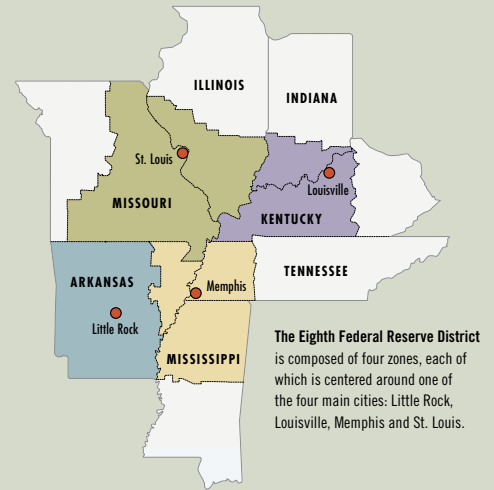 ILLINOIS
INDIANA
St. Louis
Louisville
MISSOURI
KENTUCKY
TENNESSEE
ARKANSAS
Memphis
Little Rock
MISSISSIPPI
The Eighth Federal Reserve District
is composed of four zones, each of
which is centered around one of
the four main cities: Little Rock,
Louisville, Memphis and St. Louis.